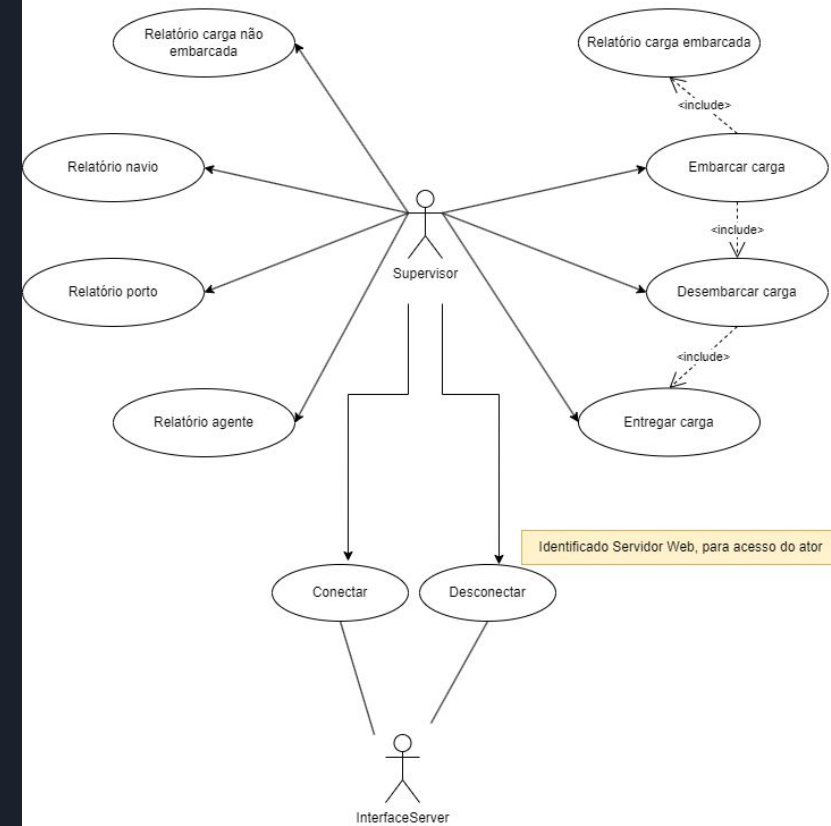 Relatório carga não
embarcada
Relatório carga embarcada
<include>
Relatório navio
Embarcar carga
<include>
Supervisor
Relatório porto
Desembarcar carga
<include>
Relatório agente
Entregar carga
Identificado Servidor Web, para acesso do ator
Conectar
Desconectar
InterfaceServer